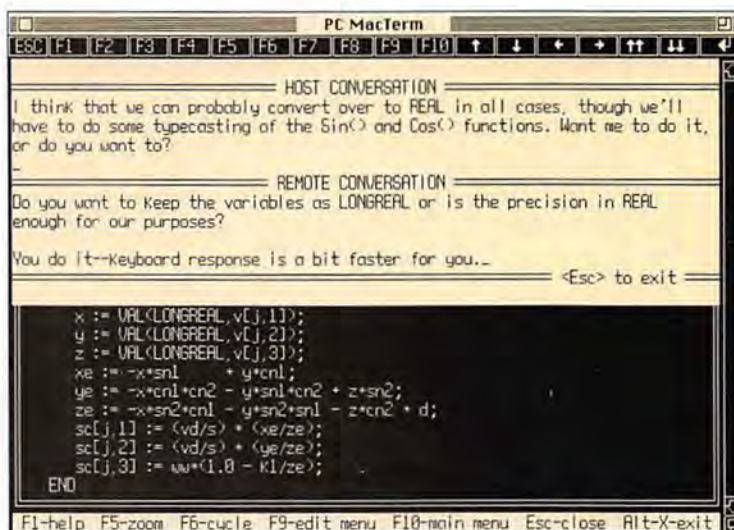 PC MacTerm
ESC F1 F2 F3 F4 F5 F6 F7 F8 F9 F10 ↑ ↓ ← → ↑↑ ↓↓
HOST CONVERSATION
I think that we can probably convert over to REAL in all cases, though we'll
have to do some typecasting of the Sin() and Cos() functions. Want me to do it,
or do you want to?
REMOTE CONVERSATION
Do you want to Keep the variables as LONGREAL or is the precision in REAL
enough for our purposes?
You do it--Keyboard response is a bit faster for you._
<Esc> to exit
x := VAL(LONGREAL,v[j,1]);
y := VAL(LONGREAL,v[j,2]);
z := VAL(LONGREAL,v[j,3]);
xe := -x*sn1 + y*cn1;
ye := -x*cn1*cn2 - y*sn1*cn2 + z*sn2;
ze := -x*sn2*cn1 - y*sn2*sn1 - z*cn2 + d;
sc[j,1] := (vd/s) * (xe/ze);
sc[j,2] := (vd/s) * (ye/ze);
sc[j,3] := ww*(1.0 - K1/ze);
END
F1-help F5-zoom F6-cycle F9-edit menu F10-main menu Esc-close Alt-X-exit